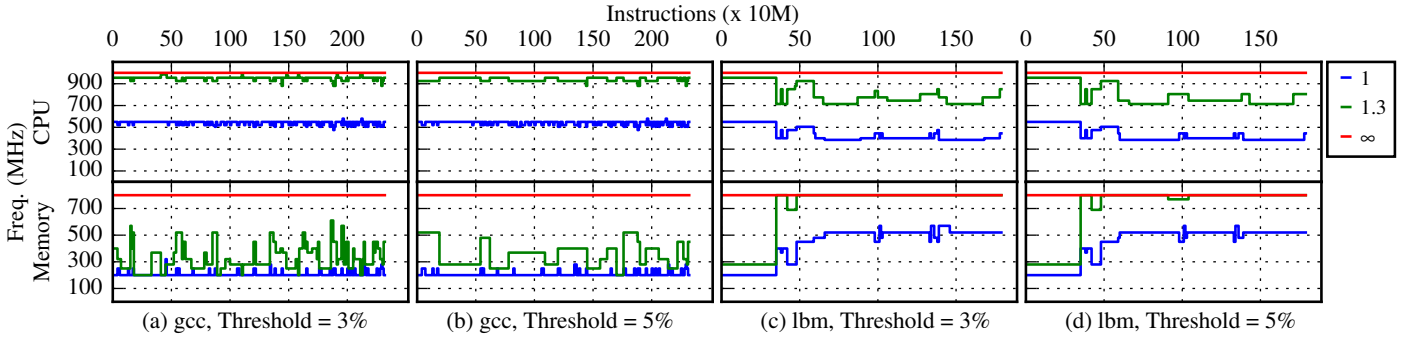 Instructions (x 10M)
0 50 100 150 200
0 50 100 150 200
0 50 100 150
0 50 100 150
Freq. (MHz)
CPU
900
700
500
300
100
Memory
700
500
300
100
1
1.3
∞
(a) gcc, Threshold = 3%
(b) gcc, Threshold = 5%
(c) lbm, Threshold = 3%
(d) lbm, Threshold = 5%